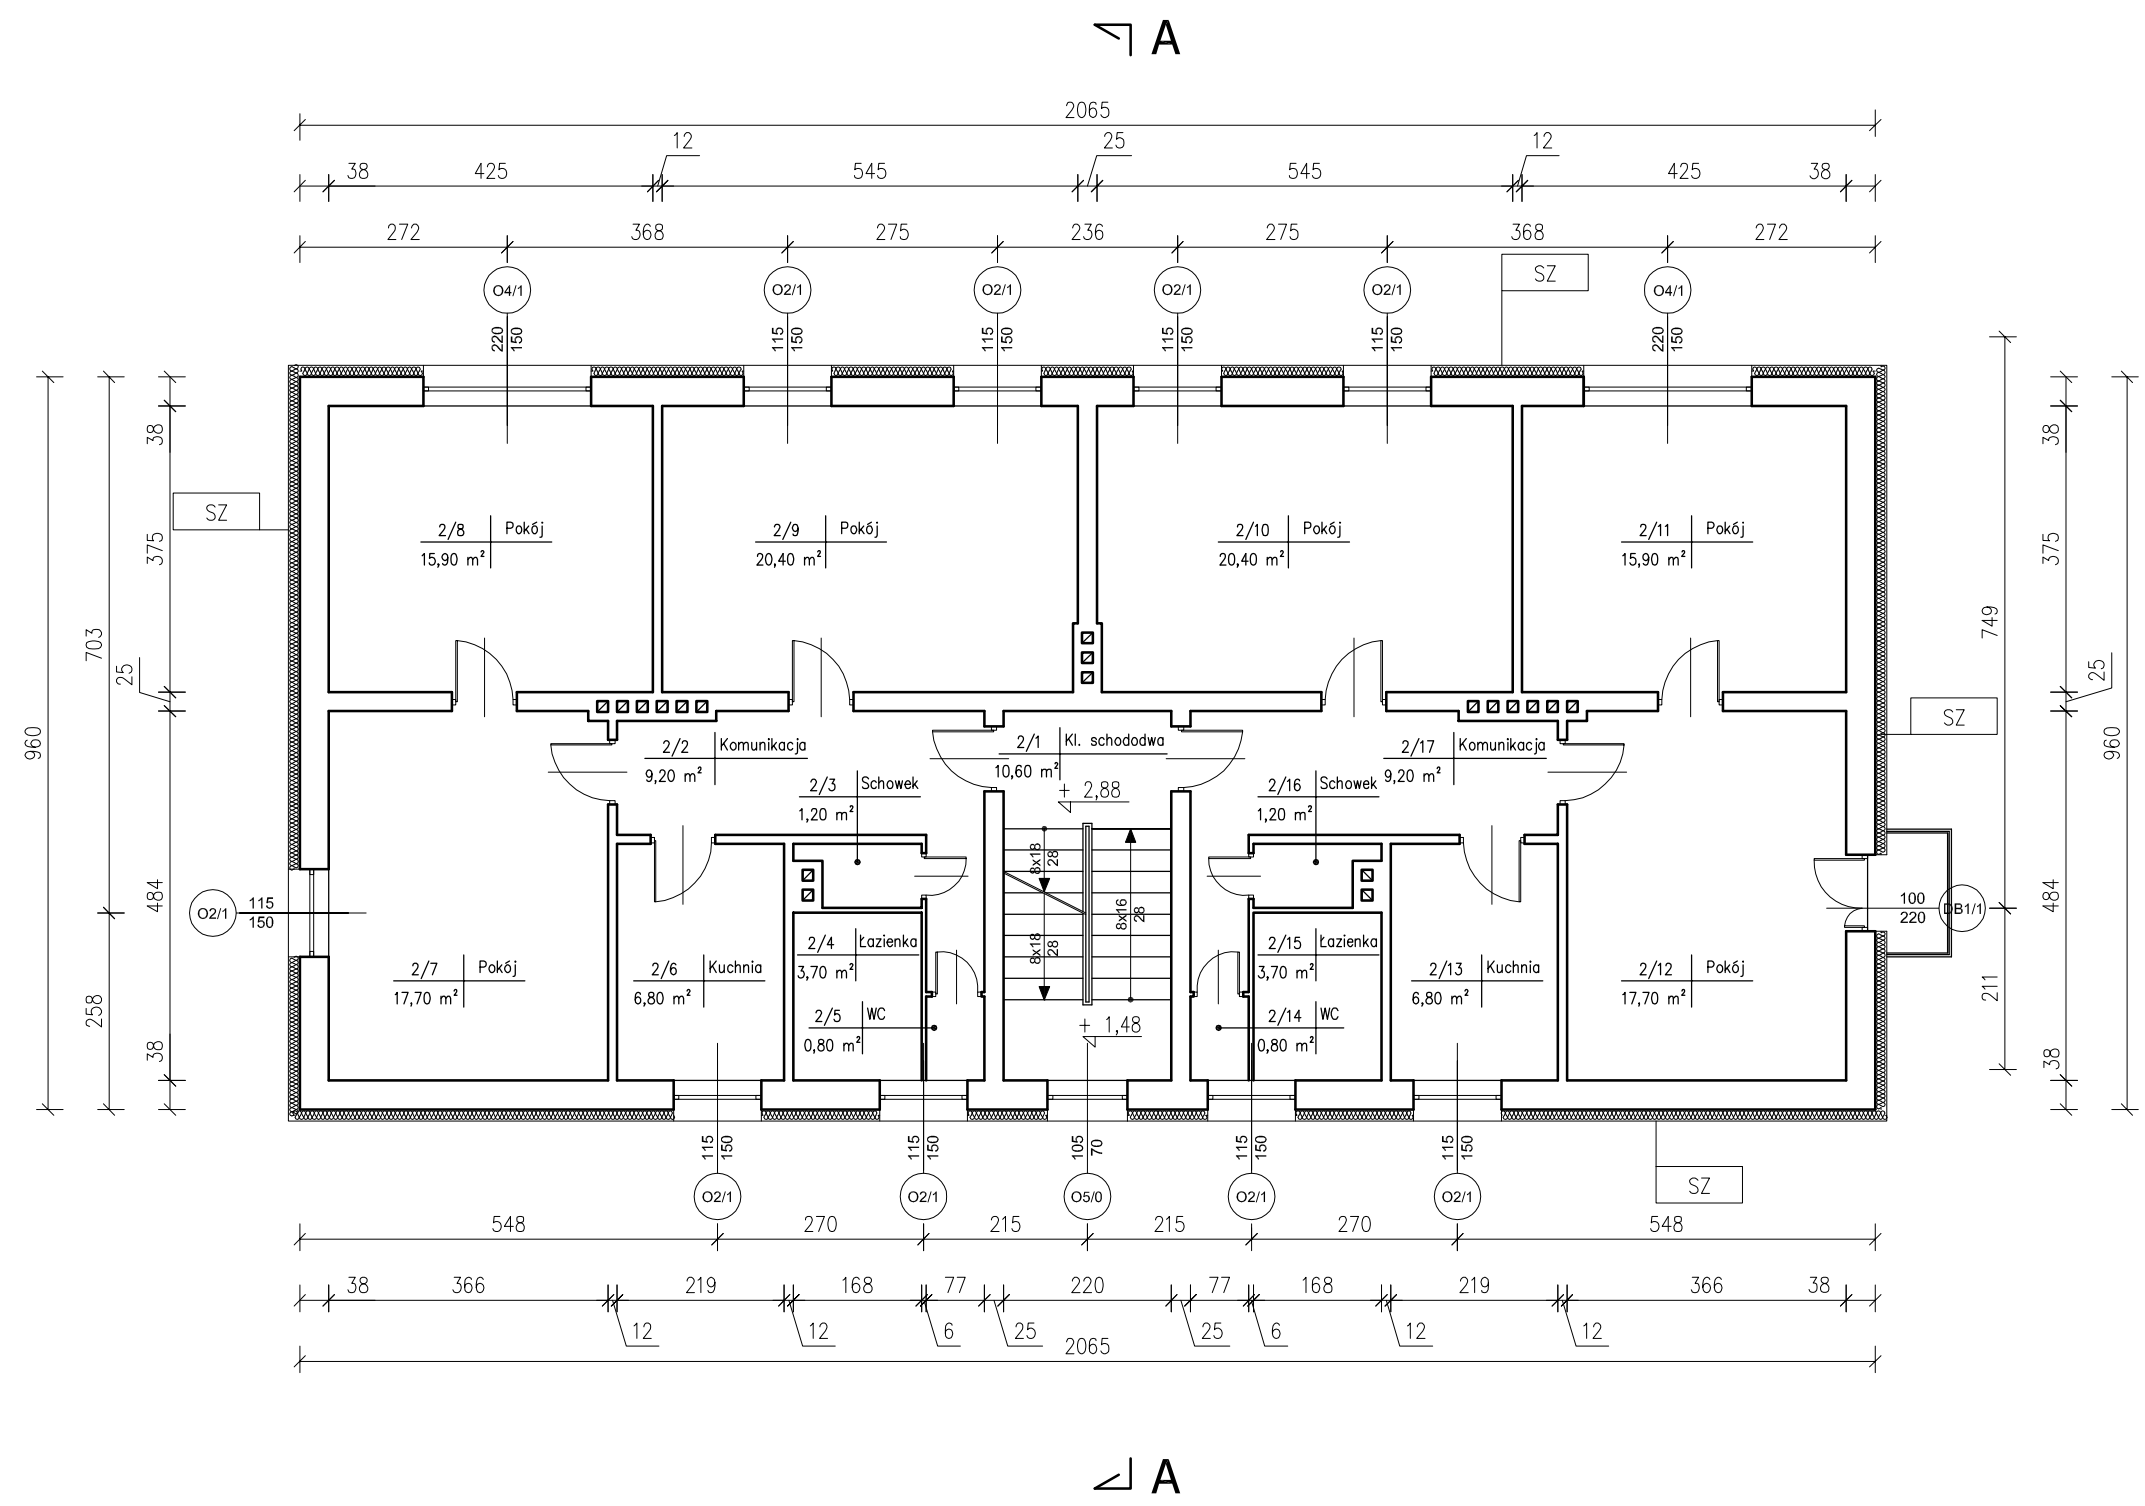 A
2065
12 25 12
38 425 545 545 425 38
272 368 275 236 275 368 272
SZ
O4/1 O2/1 O2/1 O2/1 O2/1 O4/1
220 150 115 150 115 150 115 150 115 150 220 150
38 38
SZ
2/8 Pokój
15,90 m²
2/9 Pokój
20,40 m²
2/10 Pokój
20,40 m²
2/11 Pokój
15,90 m²
375 375
703 749
25 25
960 960
SZ
2/2 Komunikacja
9,20 m²
2/1 Kl. schododwa
10,60 m²
2/17 Komunikacja
9,20 m²
+ 2,88
2/3 Schowek
1,20 m²
2/16 Schowek
1,20 m²
8x18
28
8x16
28
8x18
28
484 484
O2/1 115
150
100
220
DB1/1
2/4 Łazienka
3,70 m²
2/15 Łazienka
3,70 m²
2/7 Pokój
17,70 m²
2/6 Kuchnia
6,80 m²
2/13 Kuchnia
6,80 m²
2/12 Pokój
17,70 m²
258 211
2/5 WC
0,80 m²
+ 1,48
2/14 WC
0,80 m²
38 38
115 150 115 150 105 70 115 150 115 150
O2/1 O2/1 O5/0 O2/1 O2/1
SZ
548 270 215 215 270 548
38 366 219 168 77 220 77 168 219 366 38
12 12 6 25 25 6 12 12
2065
A